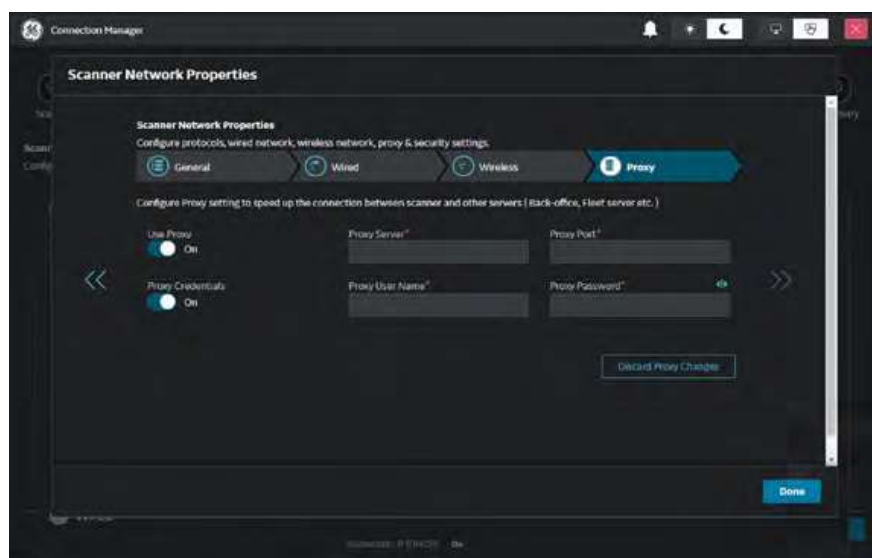 Connection Manager
Scanner Network Properties
Scanner Network Properties
Configure protocols, wired network, wireless network, proxy & security settings.
General Wired Wireless Proxy
Configure Proxy setting to speed up the connection between scanner and other servers ( Back-office, Fleet server etc. )
Use Proxy Proxy Server* Proxy Port*
On
Proxy Credentials Proxy User Name* Proxy Password*
On
Discard Proxy Changes
Done